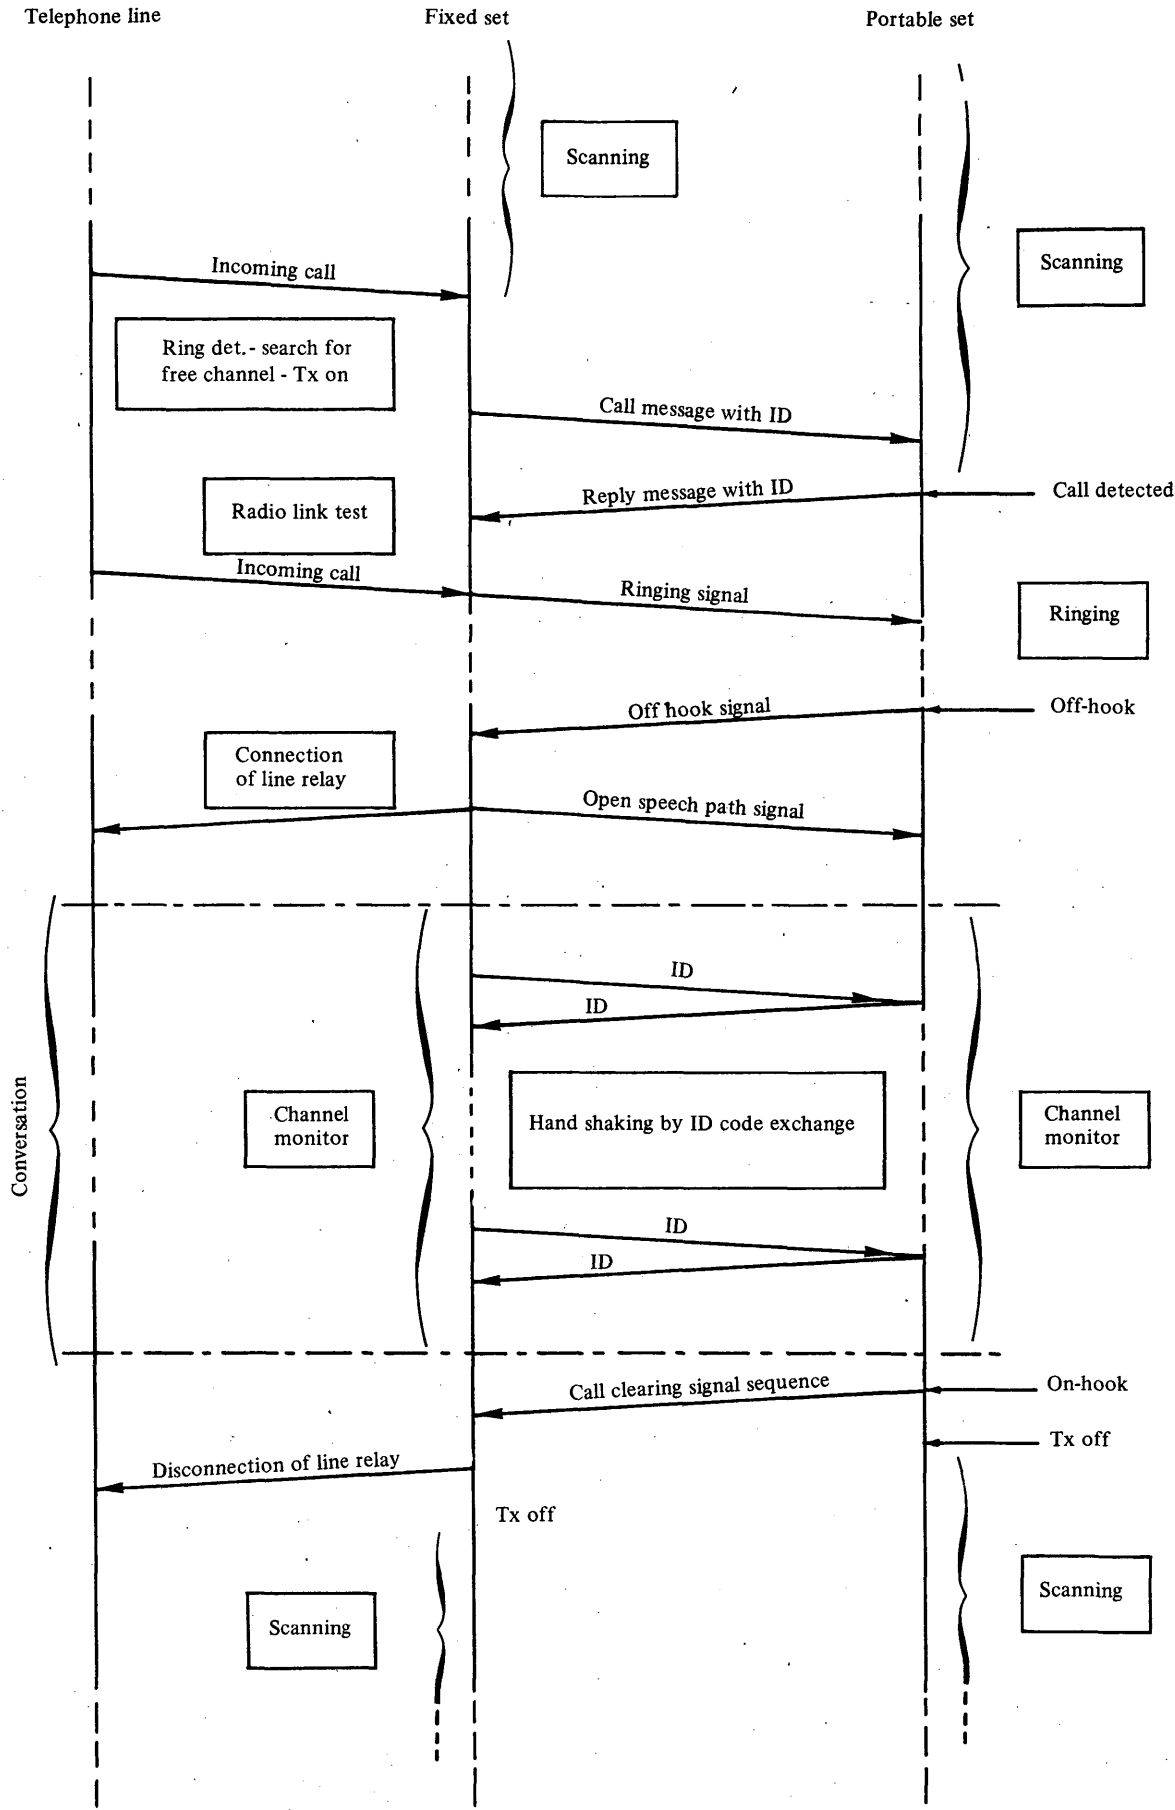 Telephone line
Fixed set
Portable set
Scanning
Scanning
Incoming call
Ring det.- search for
free channel - Tx on
Call message with ID
Reply message with ID
Call detected
Radio link test
Incoming call
Ringing signal
Ringing
Off hook signal
Off-hook
Connection
of line relay
Open speech path signal
ID
ID
Conversation
Channel
monitor
Hand shaking by ID code exchange
Channel
monitor
ID
ID
Call clearing signal sequence
On-hook
Tx off
Disconnection of line relay
Tx off
Scanning
Scanning